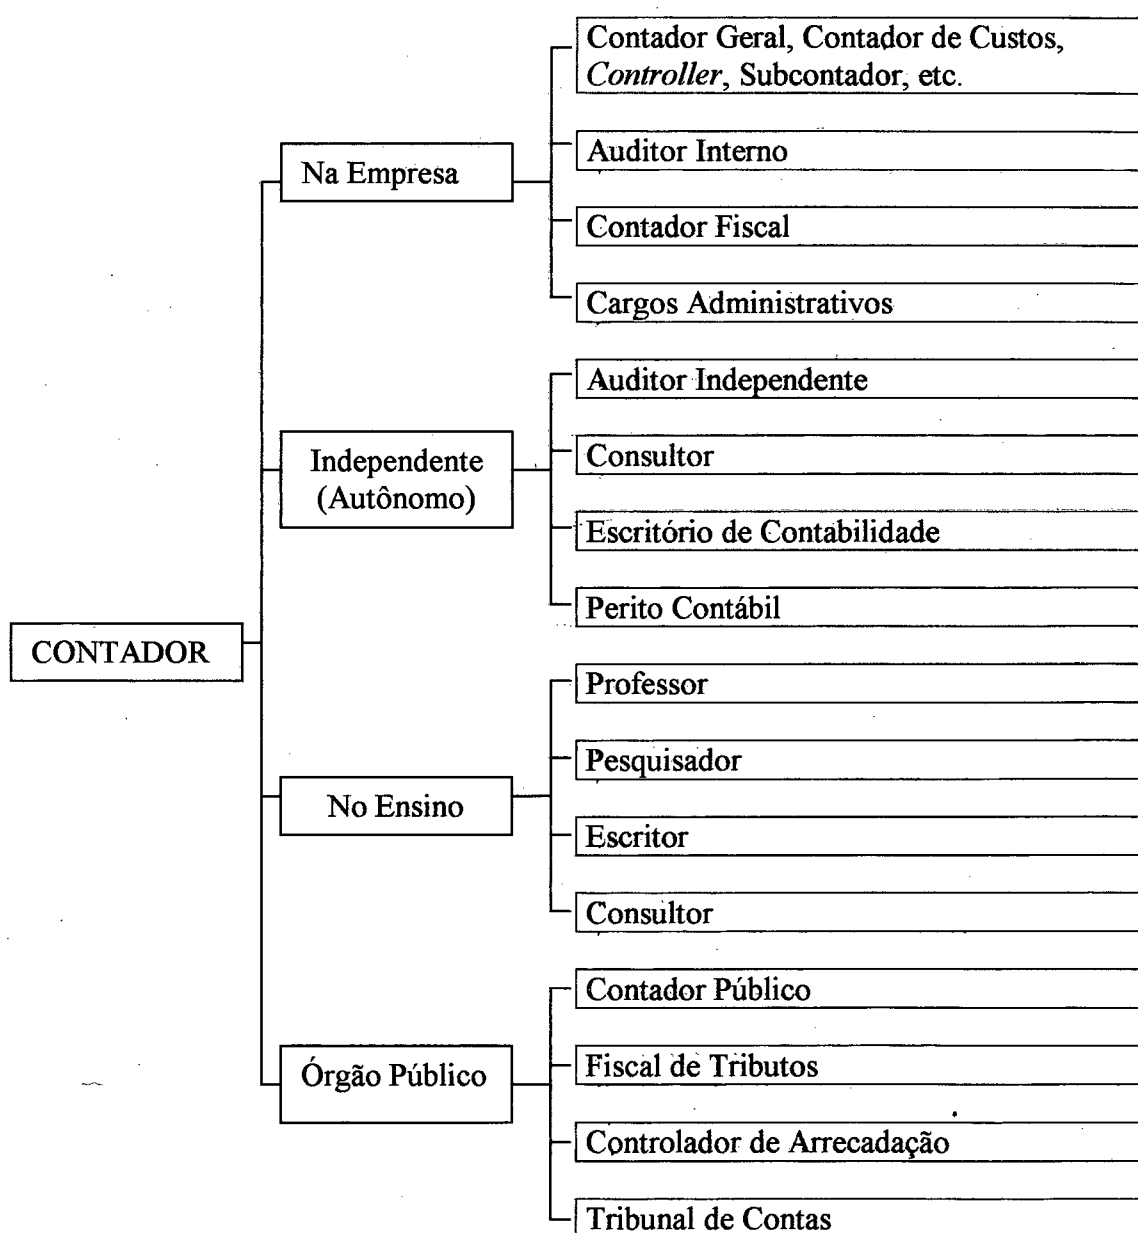 CONTADOR
Na Empresa
Contador Geral, Contador de Custos,
Controller, Subcontador, etc.
Auditor Interno
Contador Fiscal
Cargos Administrativos
Independente
(Autônomo)
Auditor Independente
Consultor
Escritório de Contabilidade
Perito Contábil
No Ensino
Professor
Pesquisador
Escritor
Consultor
Órgão Público
Contador Público
Fiscal de Tributos
Controlador de Arrecadação
Tribunal de Contas